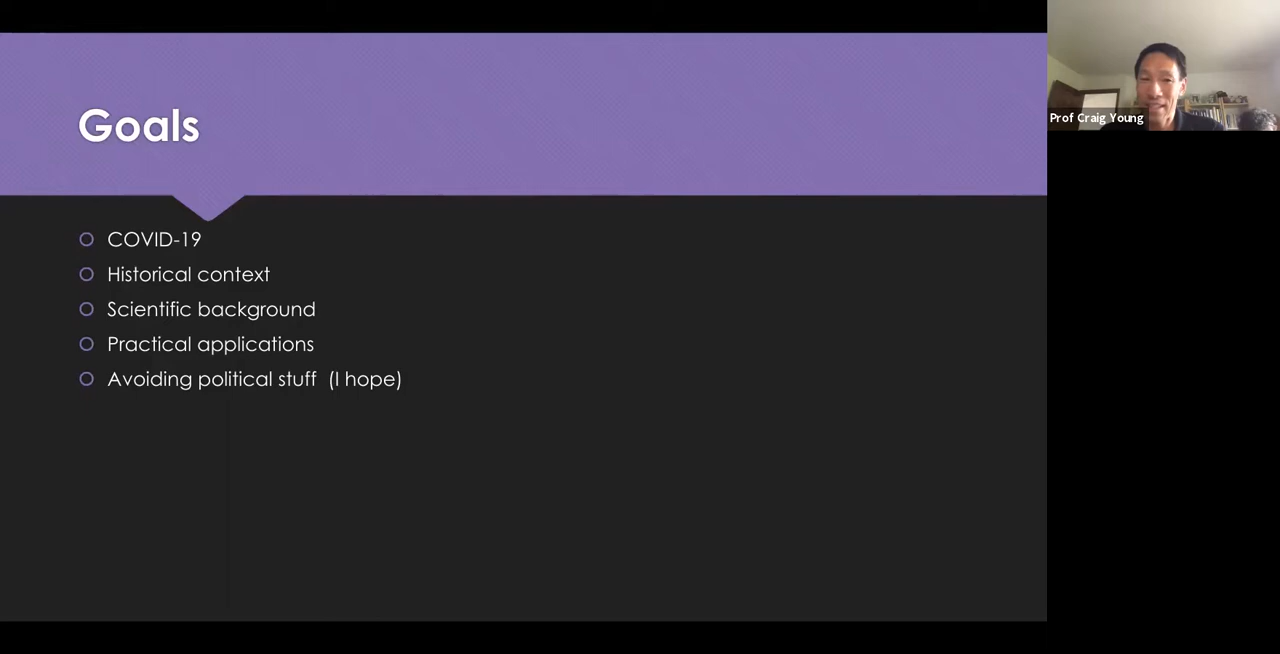 Goals
COVID-19
Historical context
Scientific background
Practical applications
Avoiding political stuff  (I hope)
Prof Craig Young